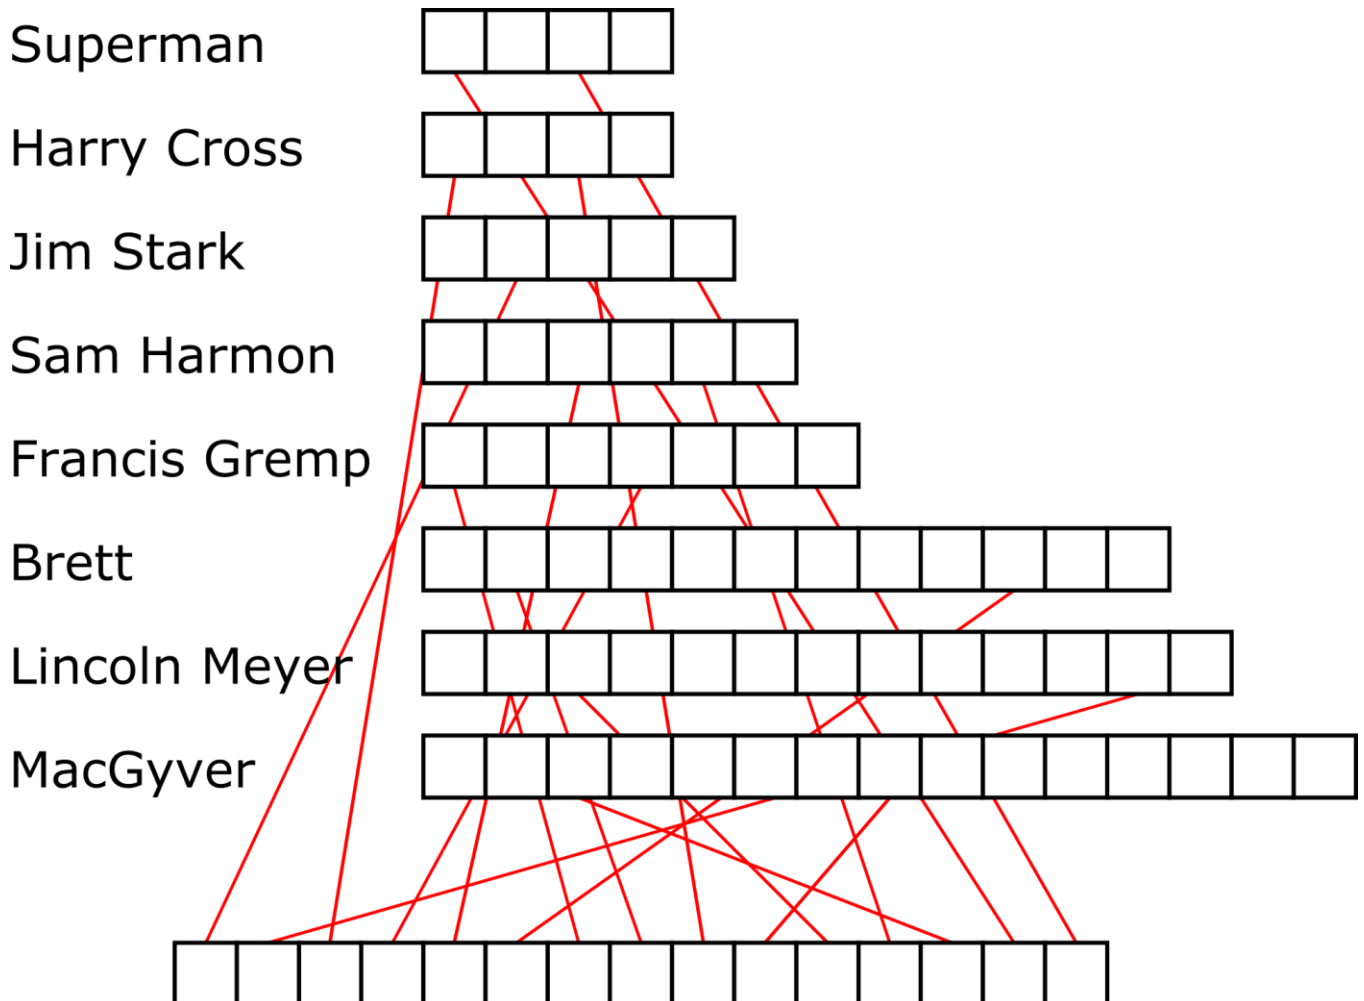 Superman
Harry Cross
Jim Stark
Sam Harmon
Francis Gremp
Brett
Lincoln Meyer
MacGyver